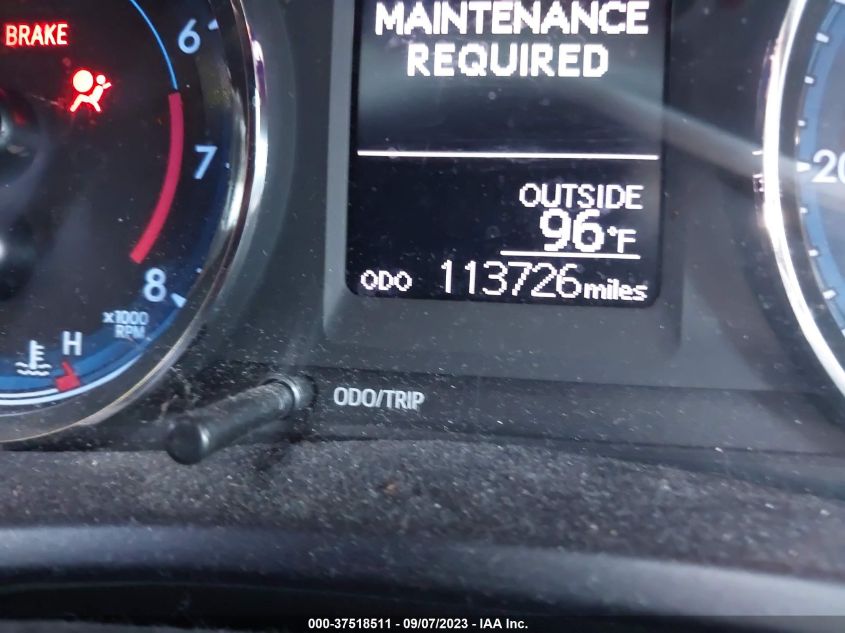 BRAKE
6
7
8
x1000
RPM
H
MAINTENANCE
REQUIRED
OUTSIDE
96°F
ODO 113726 miles
ODO/TRIP
20
000-37518511 - 09/07/2023 - IAA Inc.